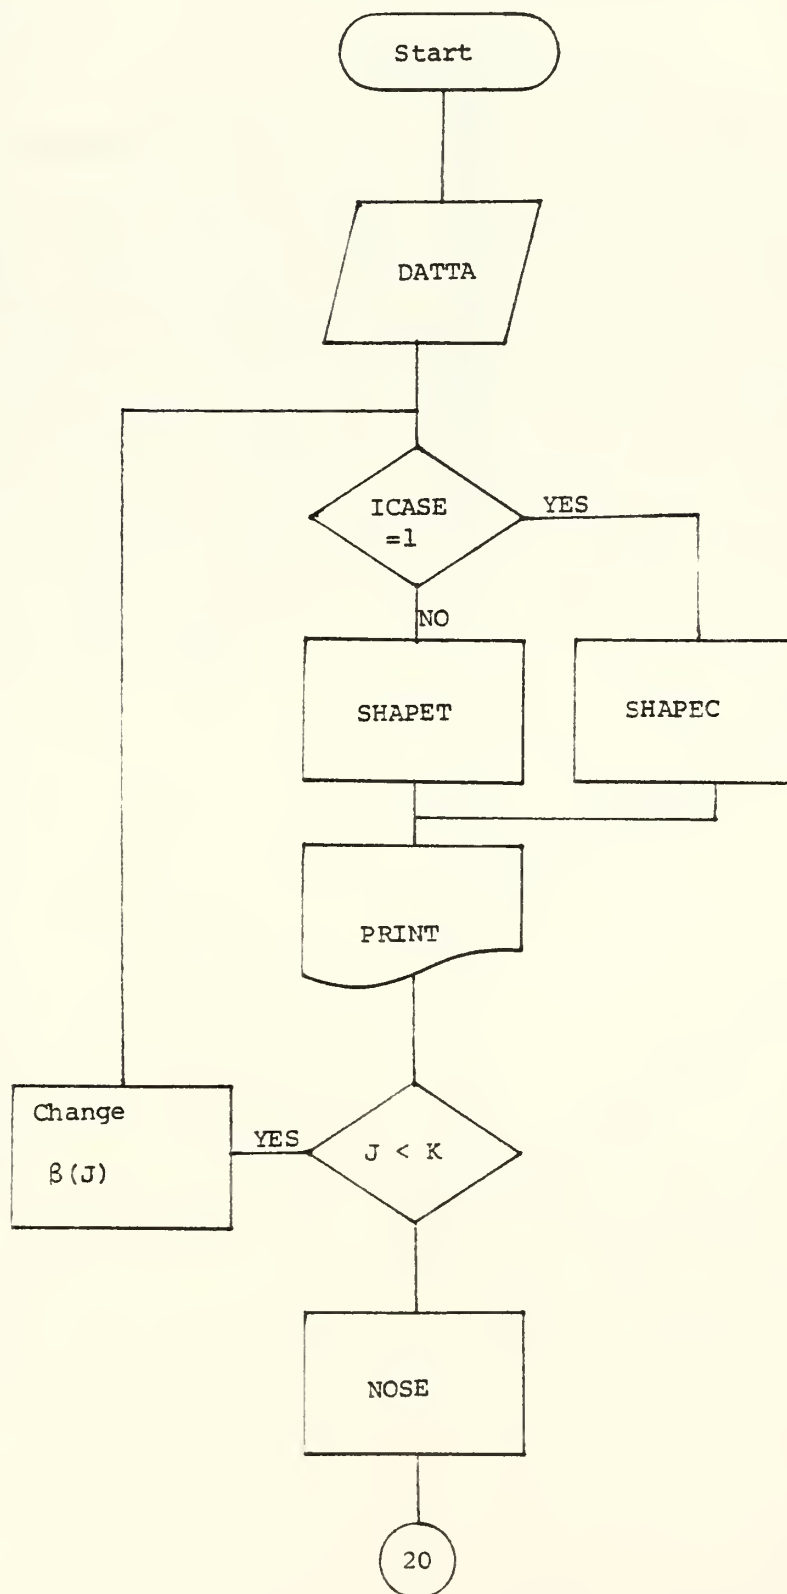 Start
DATTA
ICASE
=1
YES
NO
SHAPET
SHAPEC
PRINT
Change
β(J)
YES
J < K
NOSE
20